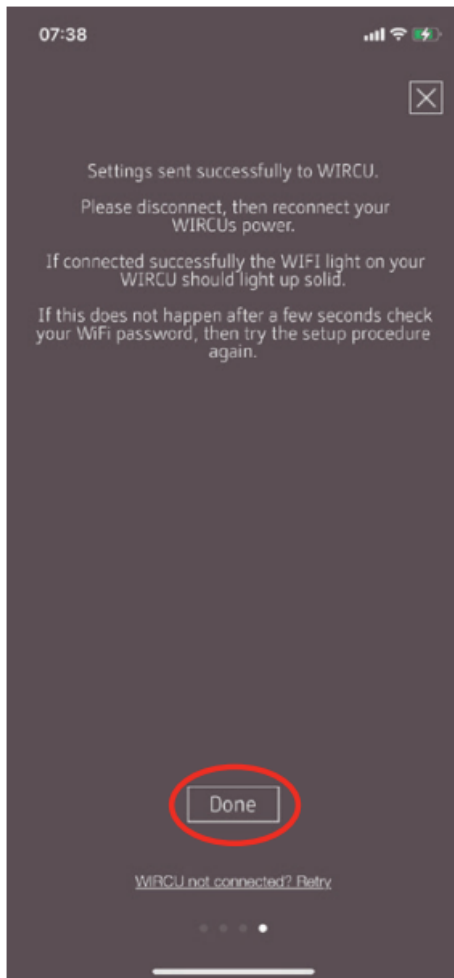 07:38
Settings sent successfully to WIRCU.
Please disconnect, then reconnect your
WIRCUs power.
If connected successfully the WIFI light on your
WIRCU should light up solid.
If this does not happen after a few seconds check
your WiFi password, then try the setup procedure
again.
Done
WIRCU not connected? Retry